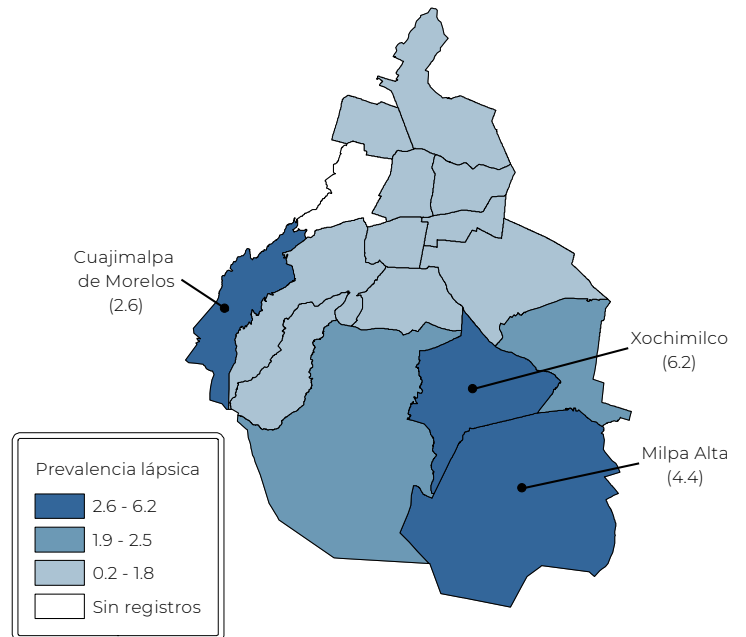 Cuajimalpa
de Morelos
(2.6)
Xochimilco
(6.2)
Milpa Alta
(4.4)
Prevalencia lápsica
2.6 - 6.2
1.9 - 2.5
0.2 - 1.8
Sin registros